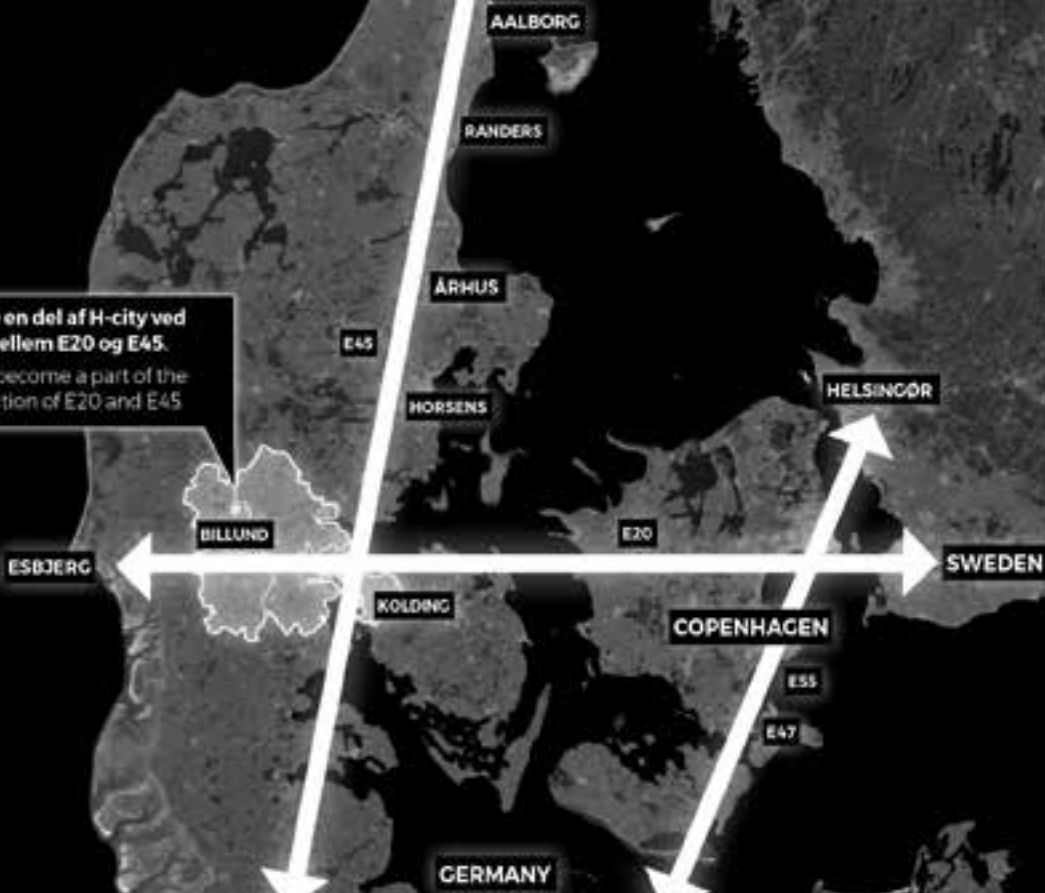 AALBORG
RANDERS
ÅRHUS
en del af H-city ved
ellem E20 og E45.
become a part of the
tion of E20 and E45
E45
HELSINGØR
HORSENS
BILLUND
E20
ESBJERG
SWEDEN
KOLDING
COPENHAGEN
E55
E47
GERMANY